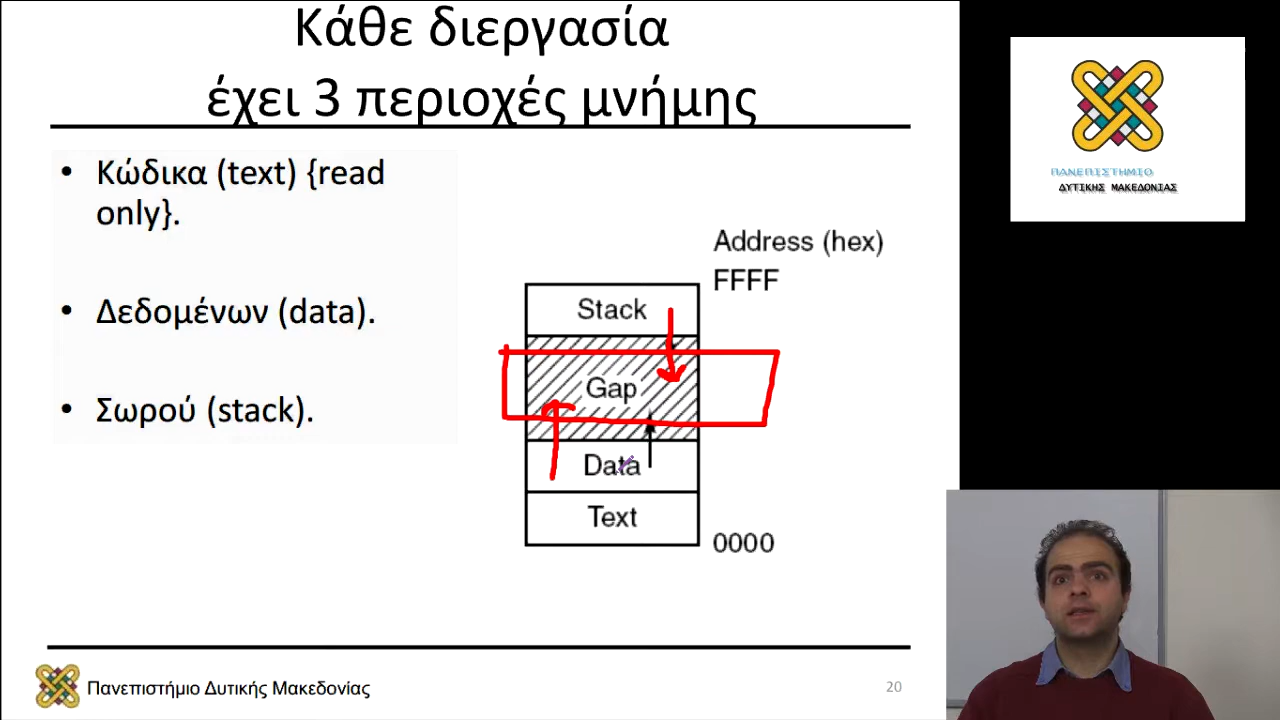 Κάθε διεργασία
έχει 3 περιοχές μνήμης
• Κώδικα (text) {read
only}.
• Δεδομένων (data).
• Σωρού (stack).
Address (hex)
FFFF
Stack
Gap
Data
Text
0000
Πανεπιστήμιο Δυτικής Μακεδονίας
20
ΠΑΝΕΠΙΣΤΗΜΙΟ
ΔΥΤΙΚΗΣ ΜΑΚΕΔΟΝΙΑΣ